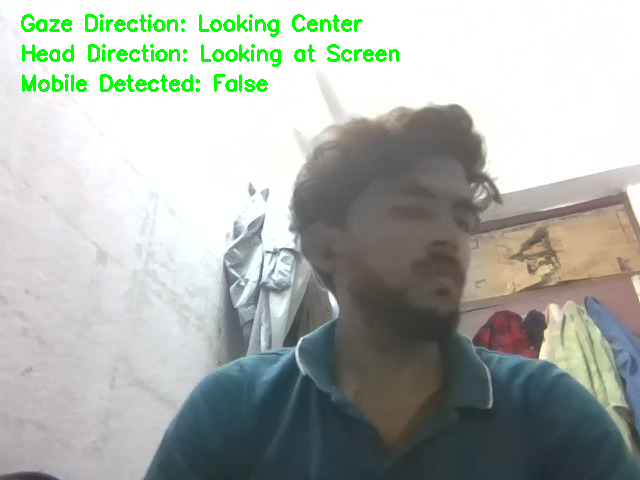 Gaze Direction: Looking Center
Head Direction: Looking at Screen
Mobile Detected: False